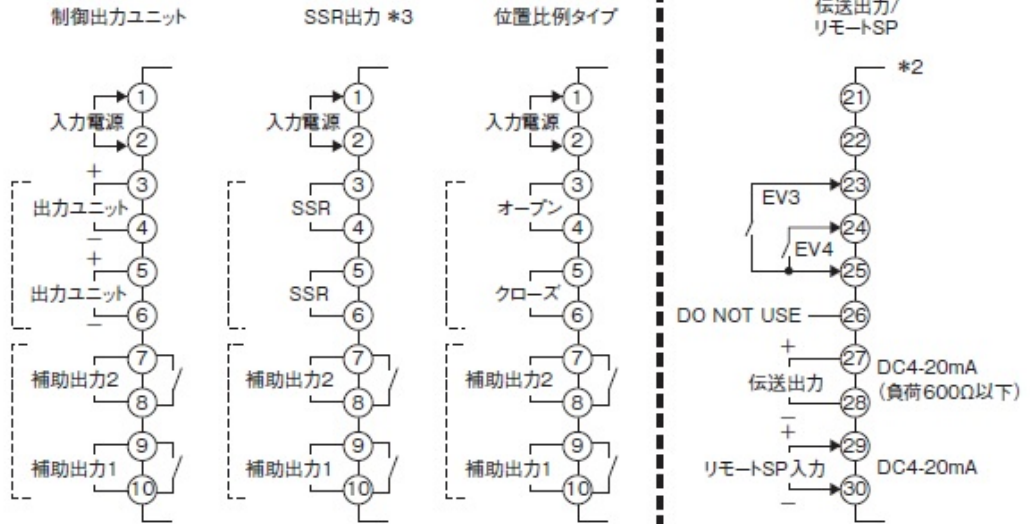 制御出力ユニット
入力電源
1
2
+
3
出力ユニット
4
−
+
5
出力ユニット
6
−
7
補助出力2
8
9
補助出力1
10
SSR出力 *3
入力電源
1
2
3
SSR
4
5
SSR
6
7
補助出力2
8
9
補助出力1
10
位置比例タイプ
入力電源
1
2
3
オープン
4
5
クローズ
6
7
補助出力2
8
9
補助出力1
10
伝送出力/
リモートSP
*2
21
22
23
EV3
24
EV4
25
DO NOT USE
26
+
27
DC4-20mA
伝送出力
(負荷600Ω以下)
28
−
+
29
リモートSP入力
DC4-20mA
30
−